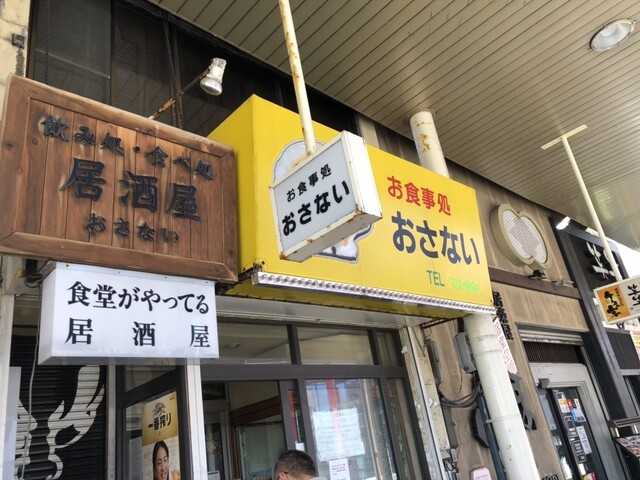 飲み処・食べ処
居酒屋
おさない
食堂がやってる
居酒屋
お食事処
おさない
お食事処
おさない
TEL
一番搾り